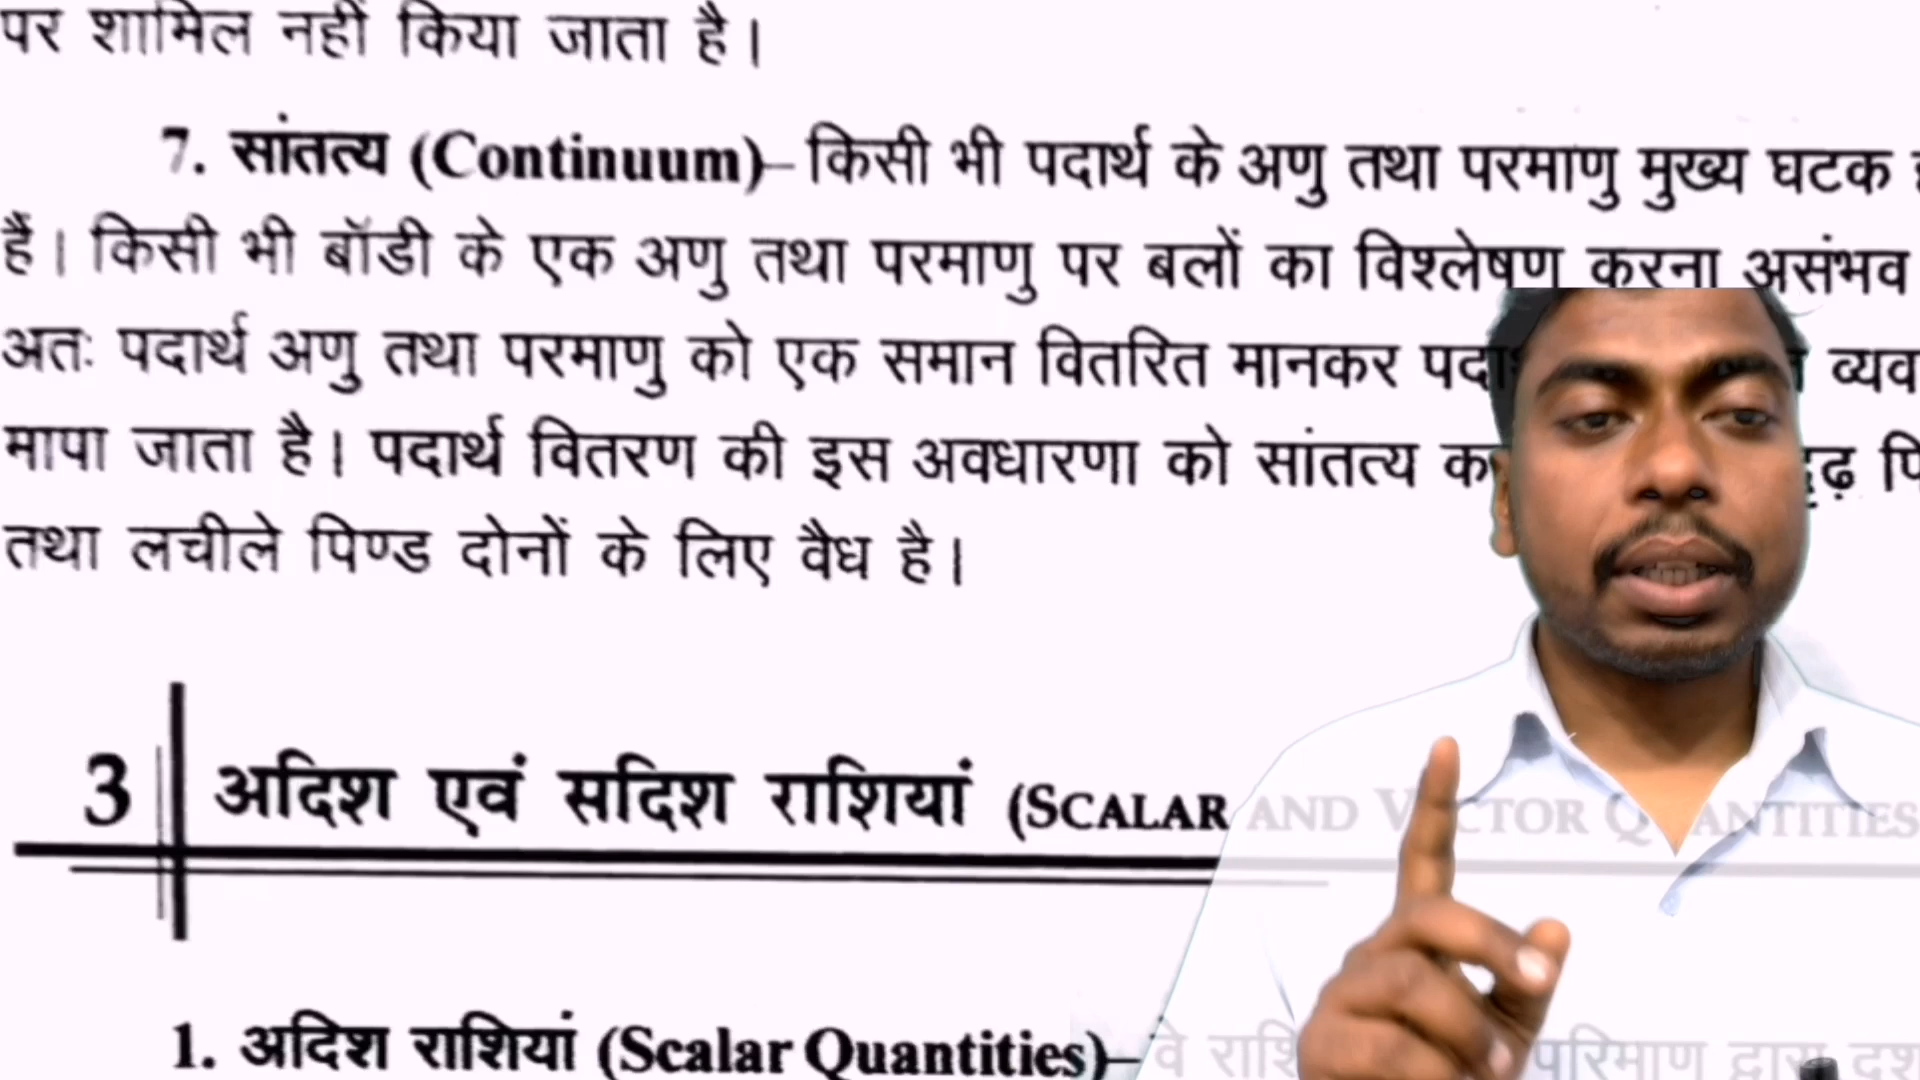 पर शामिल नहीं किया जाता है।
7. सांतत्य (Continuum)– किसी भी पदार्थ के अणु तथा परमाणु मुख्य घटक
हैं। किसी भी बॉडी के एक अणु तथा परमाणु पर बलों का विश्लेषण करना असंभव
अतः पदार्थ अणु तथा परमाणु को एक समान वितरित मानकर
मापा जाता है। पदार्थ वितरण की इस अवधारणा को सांतत्य
तथा लचीले पिण्ड दोनों के लिए वैध है।
3 अदिश एवं सदिश राशियां (SCALAR AND VECTOR QUANTITIES
1. अदिश राशियां (Scalar Quantities)– वे परिमाण द्वारा